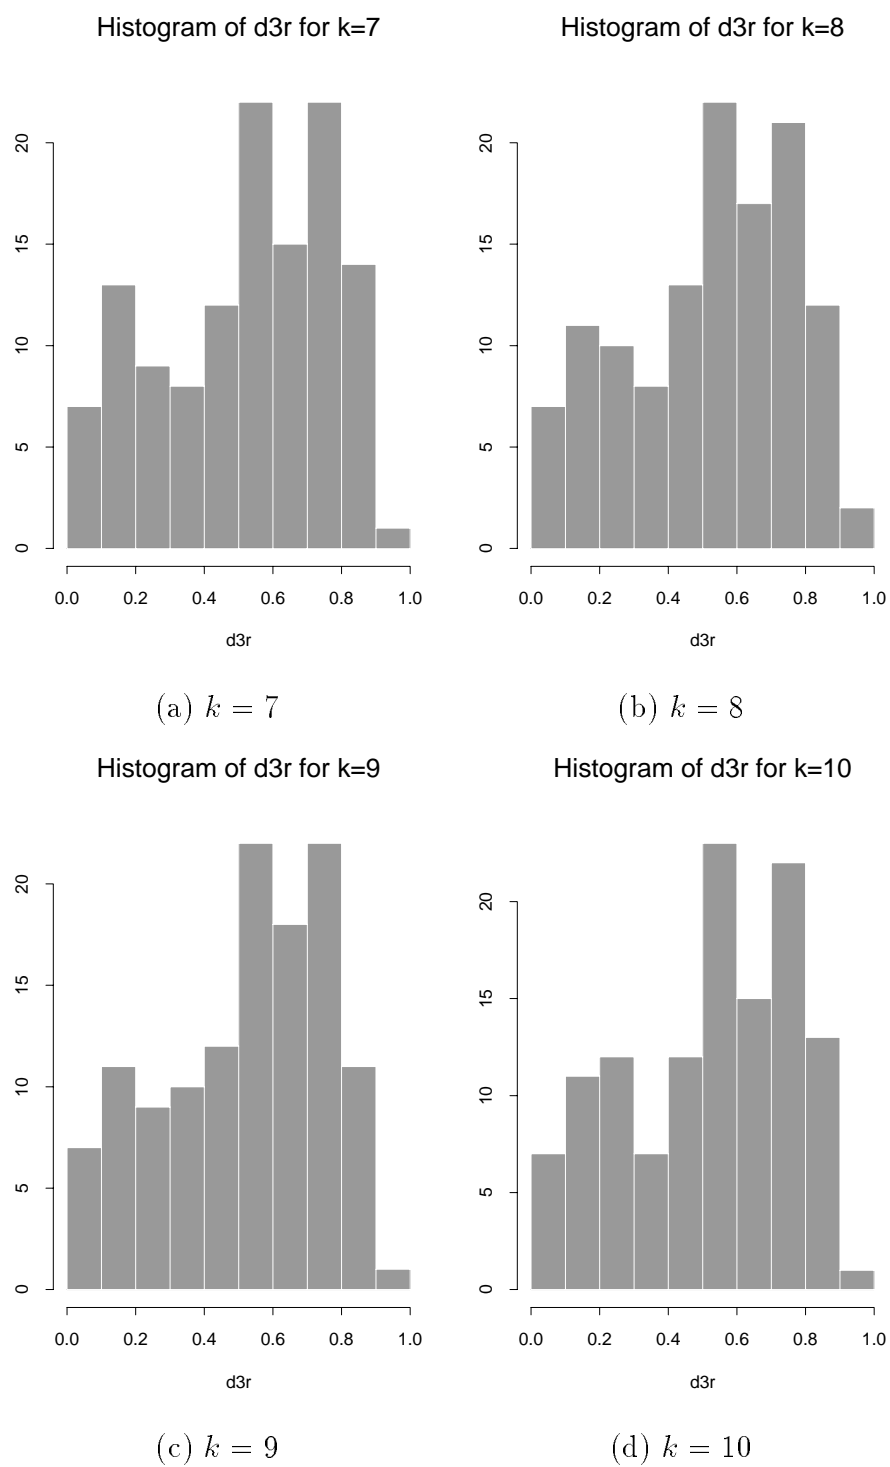 Histogram of d3r for k=7
20
15
10
5
0
0.0 0.2 0.4 0.6 0.8 1.0
d3r
(a) k = 7
Histogram of d3r for k=8
20
15
10
5
0
0.0 0.2 0.4 0.6 0.8 1.0
d3r
(b) k = 8
Histogram of d3r for k=9
20
15
10
5
0
0.0 0.2 0.4 0.6 0.8 1.0
d3r
(c) k = 9
Histogram of d3r for k=10
20
15
10
5
0
0.0 0.2 0.4 0.6 0.8 1.0
d3r
(d) k = 10